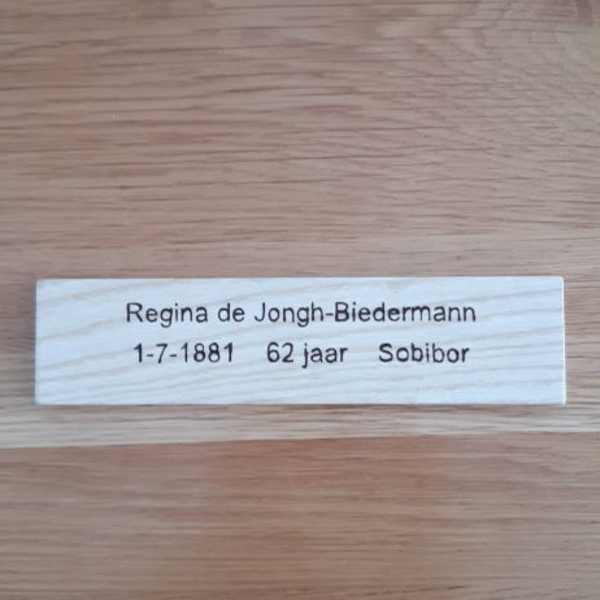 Regina de Jongh-Biedermann
1-7-1881 62 jaar Sobibor